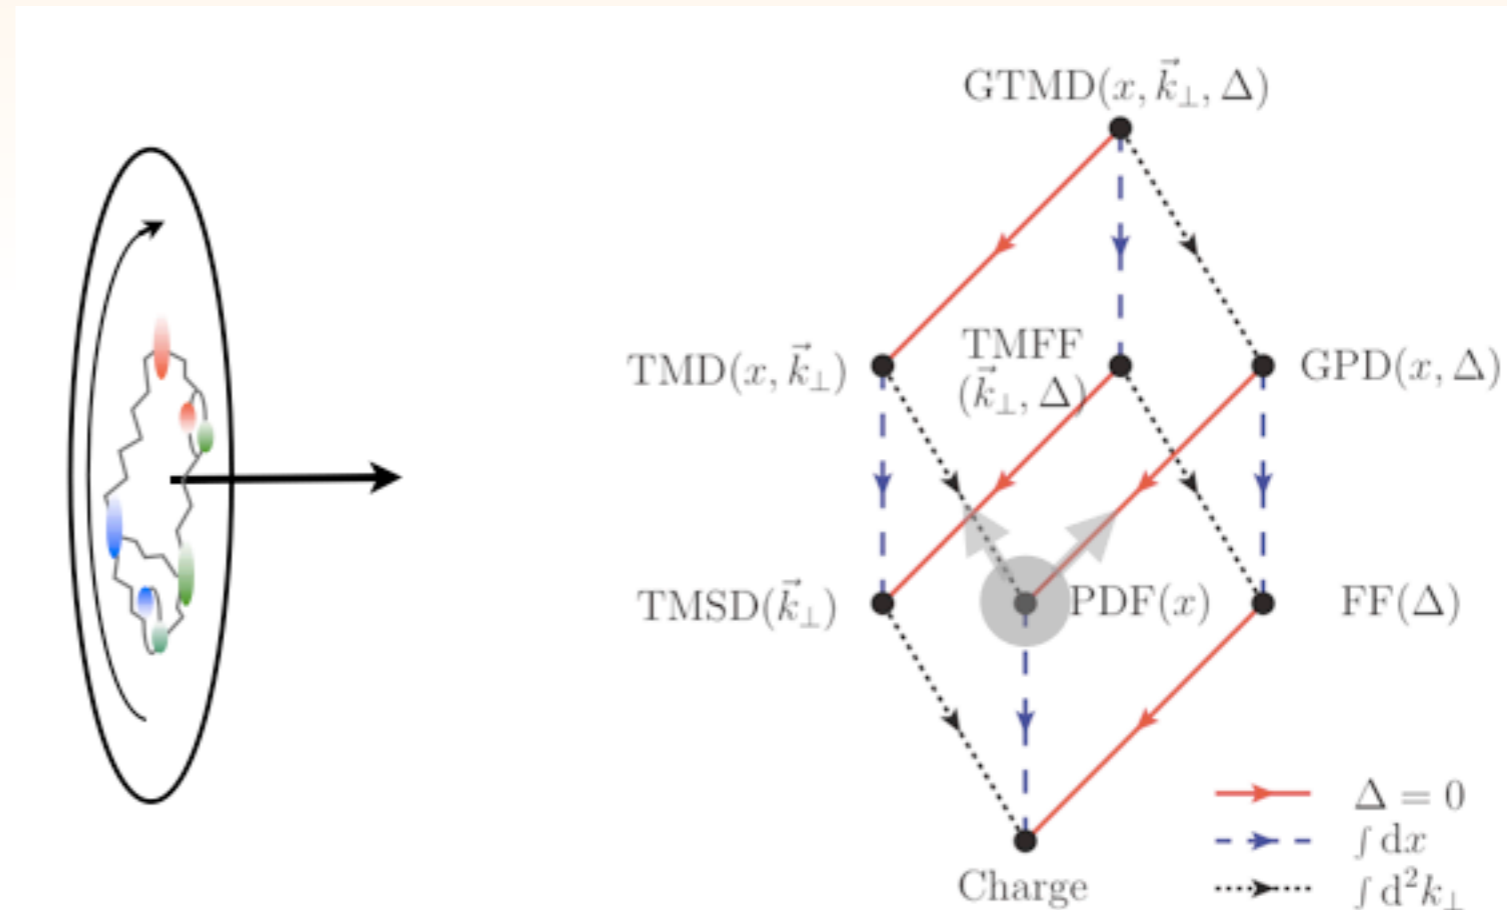 GTMD(x, k⃗⊥, Δ)
TMD(x, k⃗⊥)
TMFF
(k⃗⊥, Δ)
GPD(x, Δ)
TMSD(k⃗⊥)
PDF(x)
FF(Δ)
Charge
Δ = 0
∫ dx
∫ d²k⊥